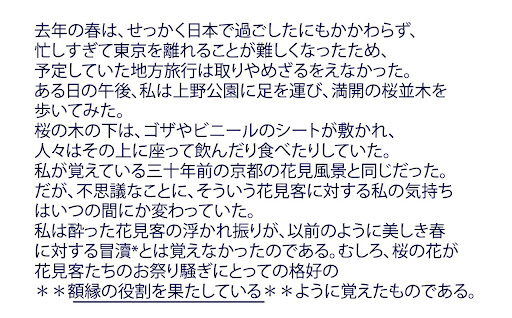 去年の春は、せっかく日本で過ごしたにもかかわらず、
忙しすぎて東京を離れることが難しくなったため、
予定していた地方旅行は取りやめざるをえなかった。
ある日の午後、私は上野公園に足を運び、満開の桜並木を
歩いてみた。
桜の木の下は、ゴザやビニールのシートが敷かれ、
人々はその上に座って飲んだり食べたりしていた。
私が覚えている三十年前の京都の花見風景と同じだった。
だが、不思議なことに、そういう花見客に対する私の気持ち
はいつの間にか変わっていた。
私は酔った花見客の浮かれ振りが、以前のように美しき春
に対する冒瀆*とは覚えなかったのである。むしろ、桜の花が
花見客たちのお祭り騒ぎにとっての格好の
＊＊額縁の役割を果たしている＊＊ように覚えたものである。